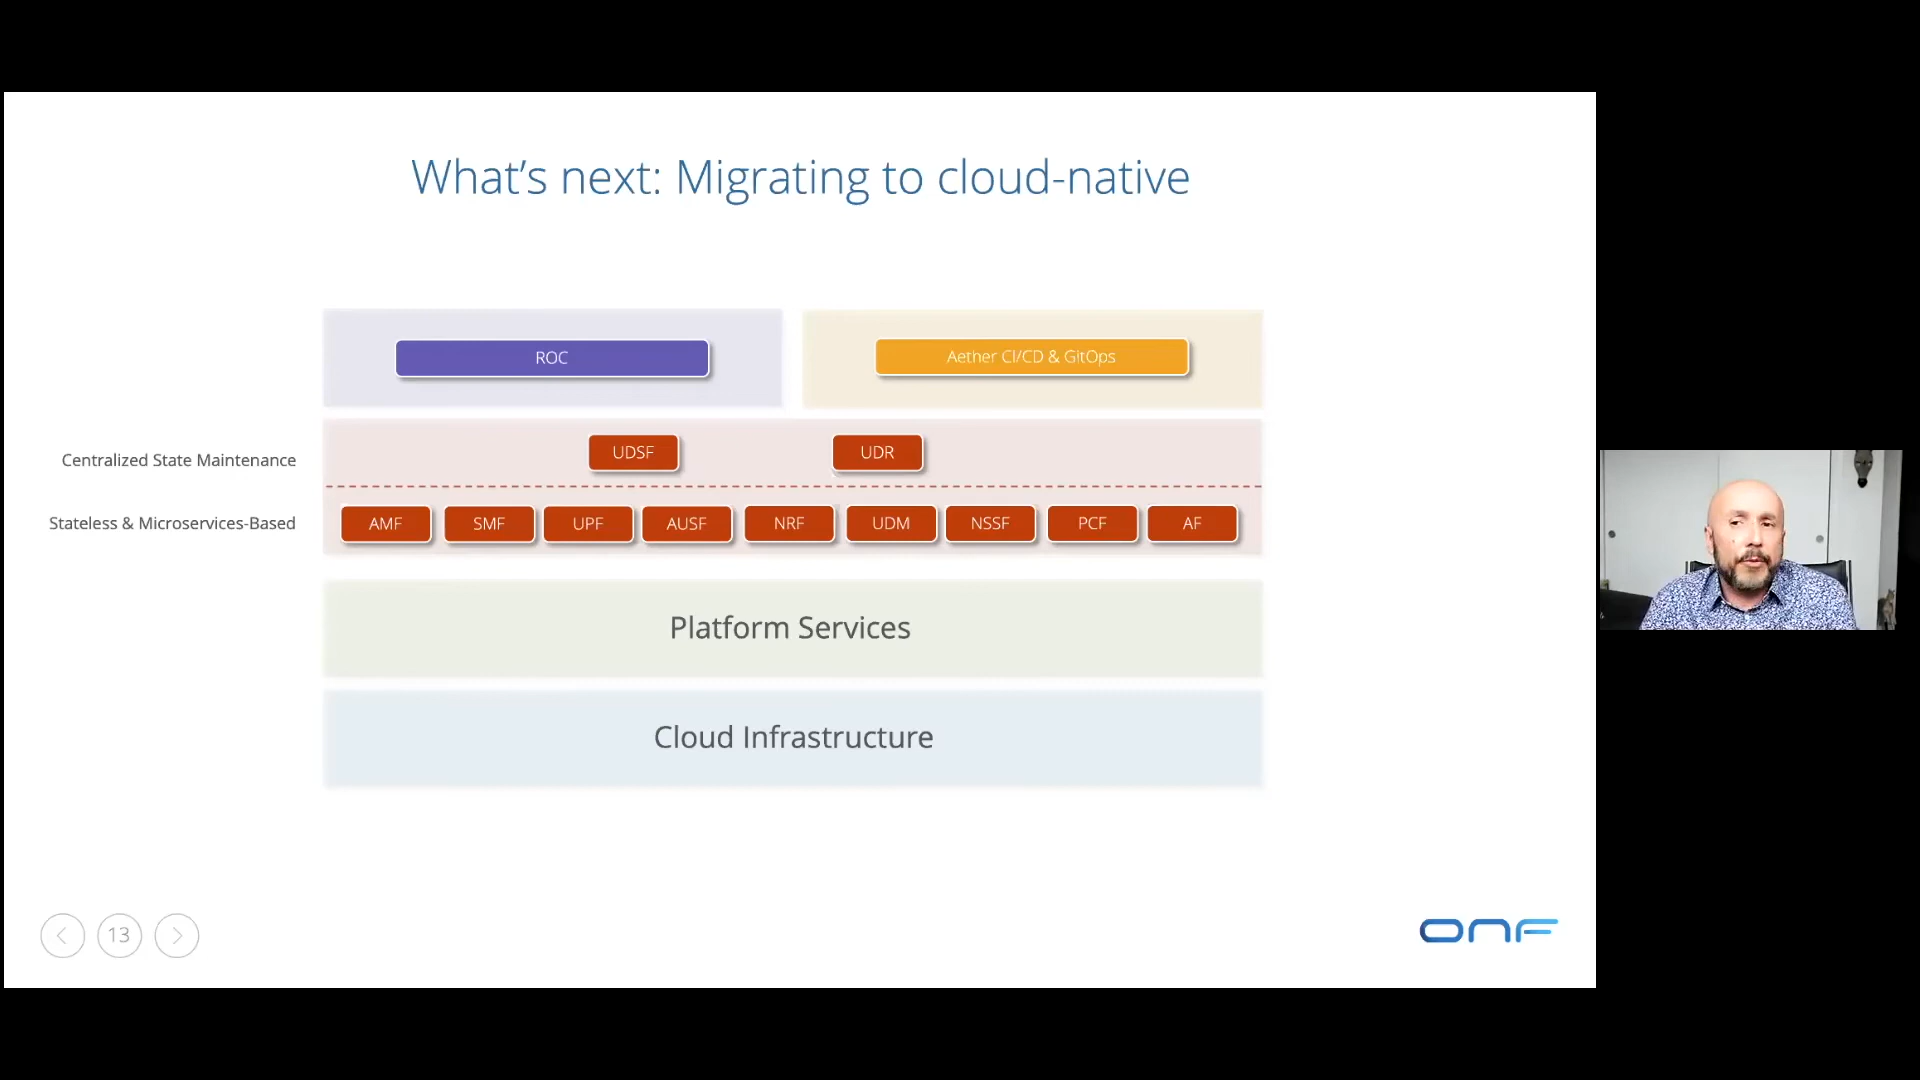 What's next: Migrating to cloud-native
ROC
Aether CI/CD & GitOps
Centralized State Maintenance
UDSF
UDR
Stateless & Microservices-Based
AMF
SMF
UPF
AUSF
NRF
UDM
NSSF
PCF
AF
Platform Services
Cloud Infrastructure
13
ONF